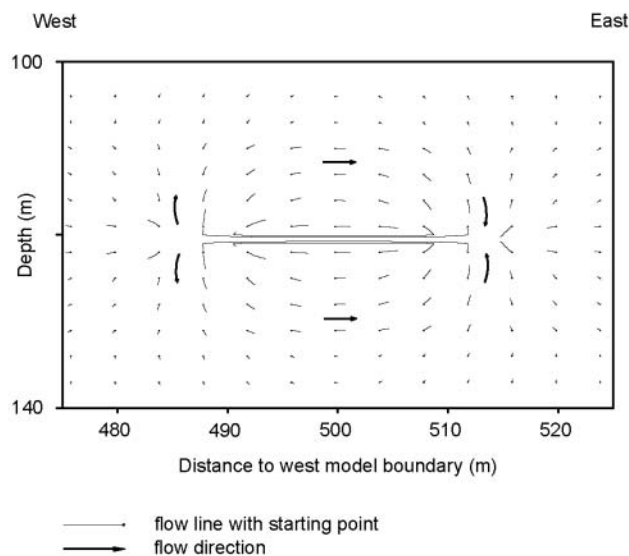 West East
100
Depth (m)
140
480 490 500 510 520
Distance to west model boundary (m)
flow line with starting point
flow direction